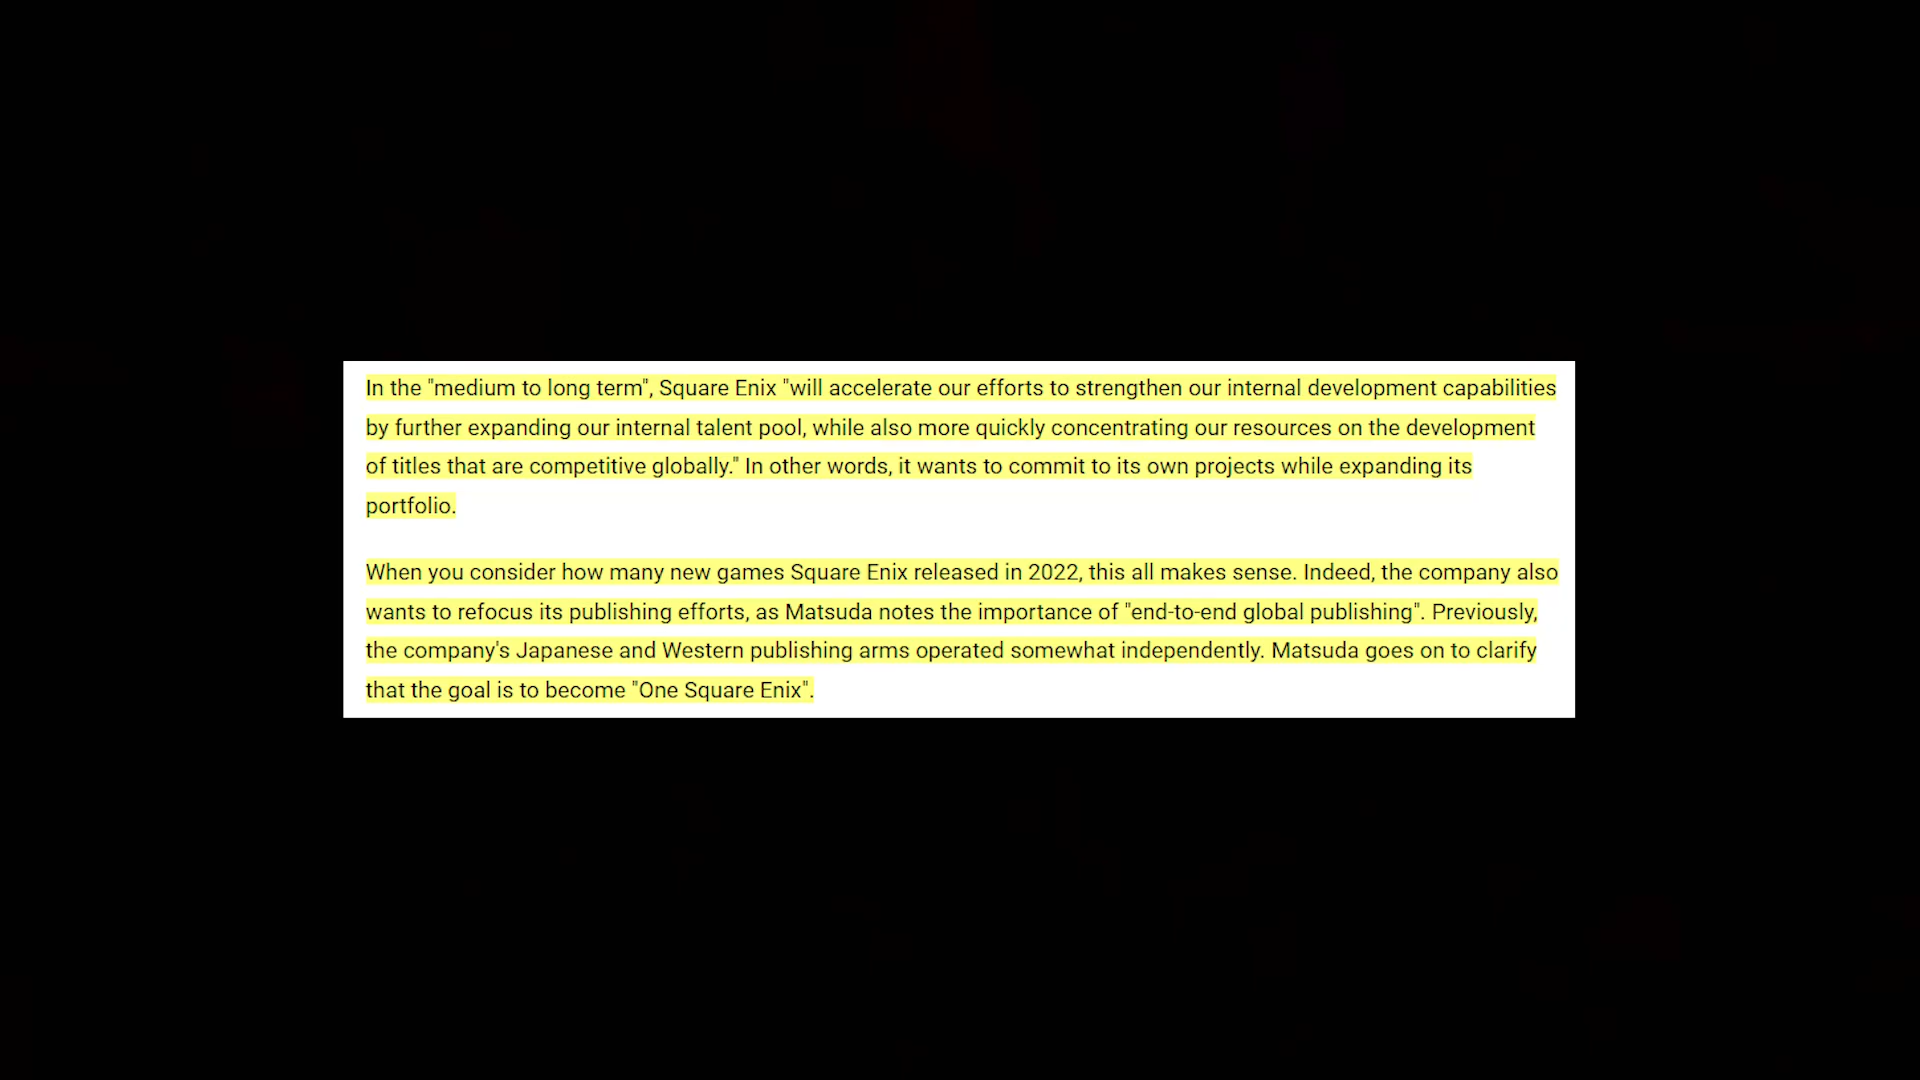 In the "medium to long term", Square Enix "will accelerate our efforts to strengthen our internal development capabilities
by further expanding our internal talent pool, while also more quickly concentrating our resources on the development
of titles that are competitive globally." In other words, it wants to commit to its own projects while expanding its
portfolio.
When you consider how many new games Square Enix released in 2022, this all makes sense. Indeed, the company also
wants to refocus its publishing efforts, as Matsuda notes the importance of "end-to-end global publishing". Previously,
the company's Japanese and Western publishing arms operated somewhat independently. Matsuda goes on to clarify
that the goal is to become "One Square Enix".